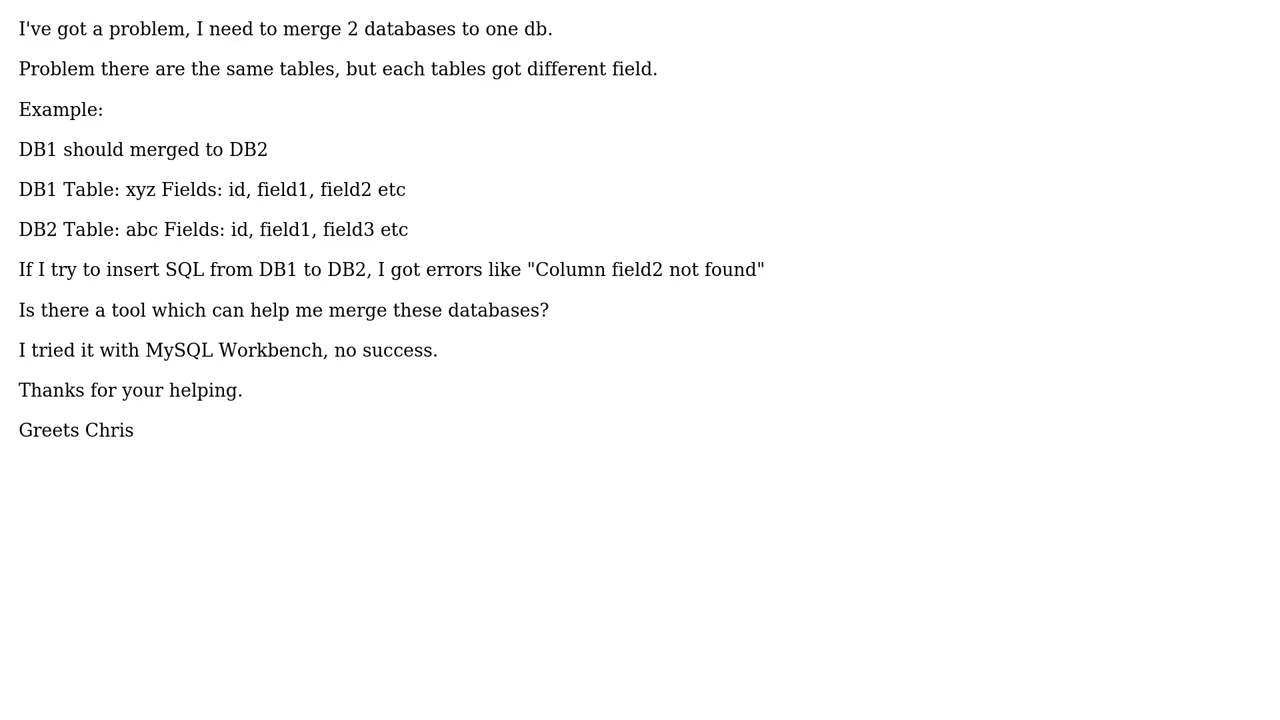 I've got a problem, I need to merge 2 databases to one db.
Problem there are the same tables, but each tables got different field.
Example:
DB1 should merged to DB2
DB1 Table: xyz Fields: id, field1, field2 etc
DB2 Table: abc Fields: id, field1, field3 etc
If I try to insert SQL from DB1 to DB2, I got errors like "Column field2 not found"
Is there a tool which can help me merge these databases?
I tried it with MySQL Workbench, no success.
Thanks for your helping.
Greets Chris